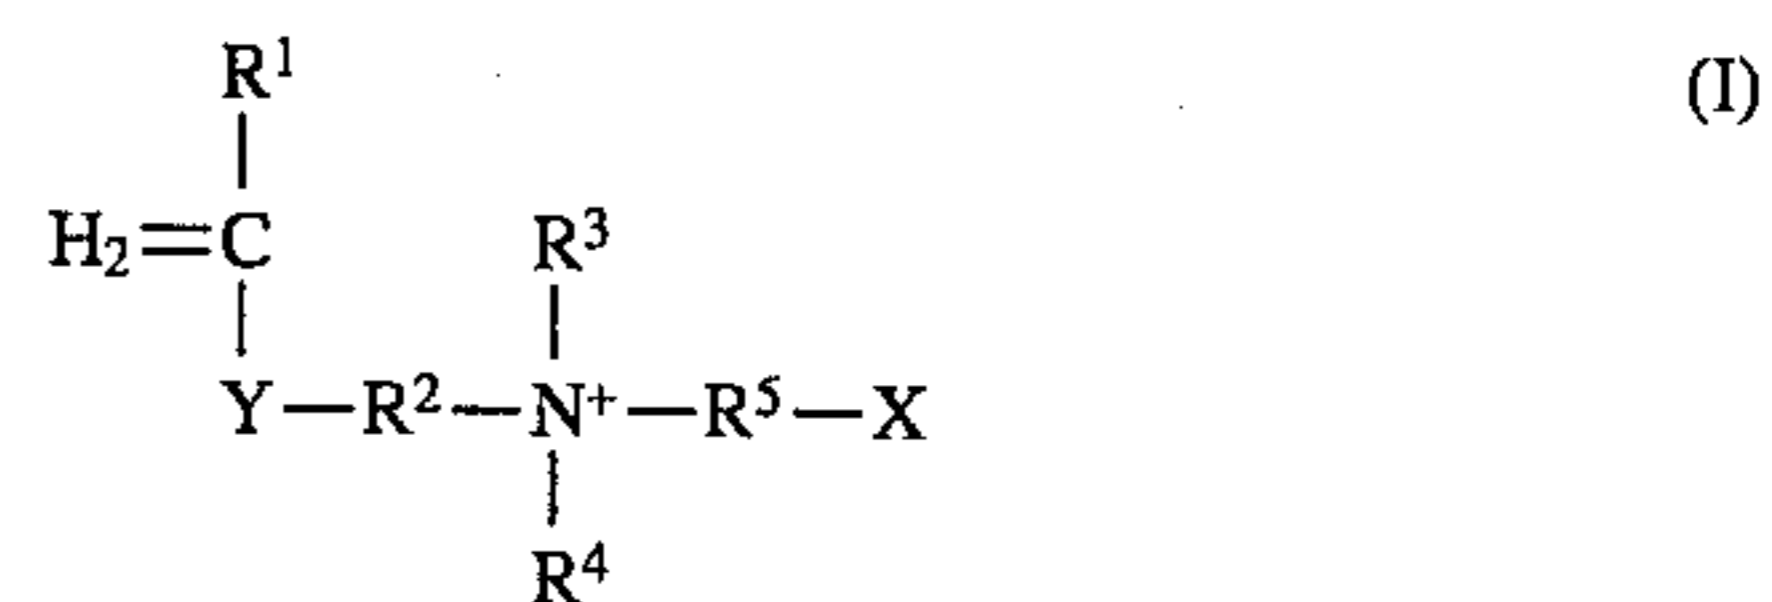 R¹ (I)
H₂=C R³
Y—R²—N⁺—R⁵—X
R⁴